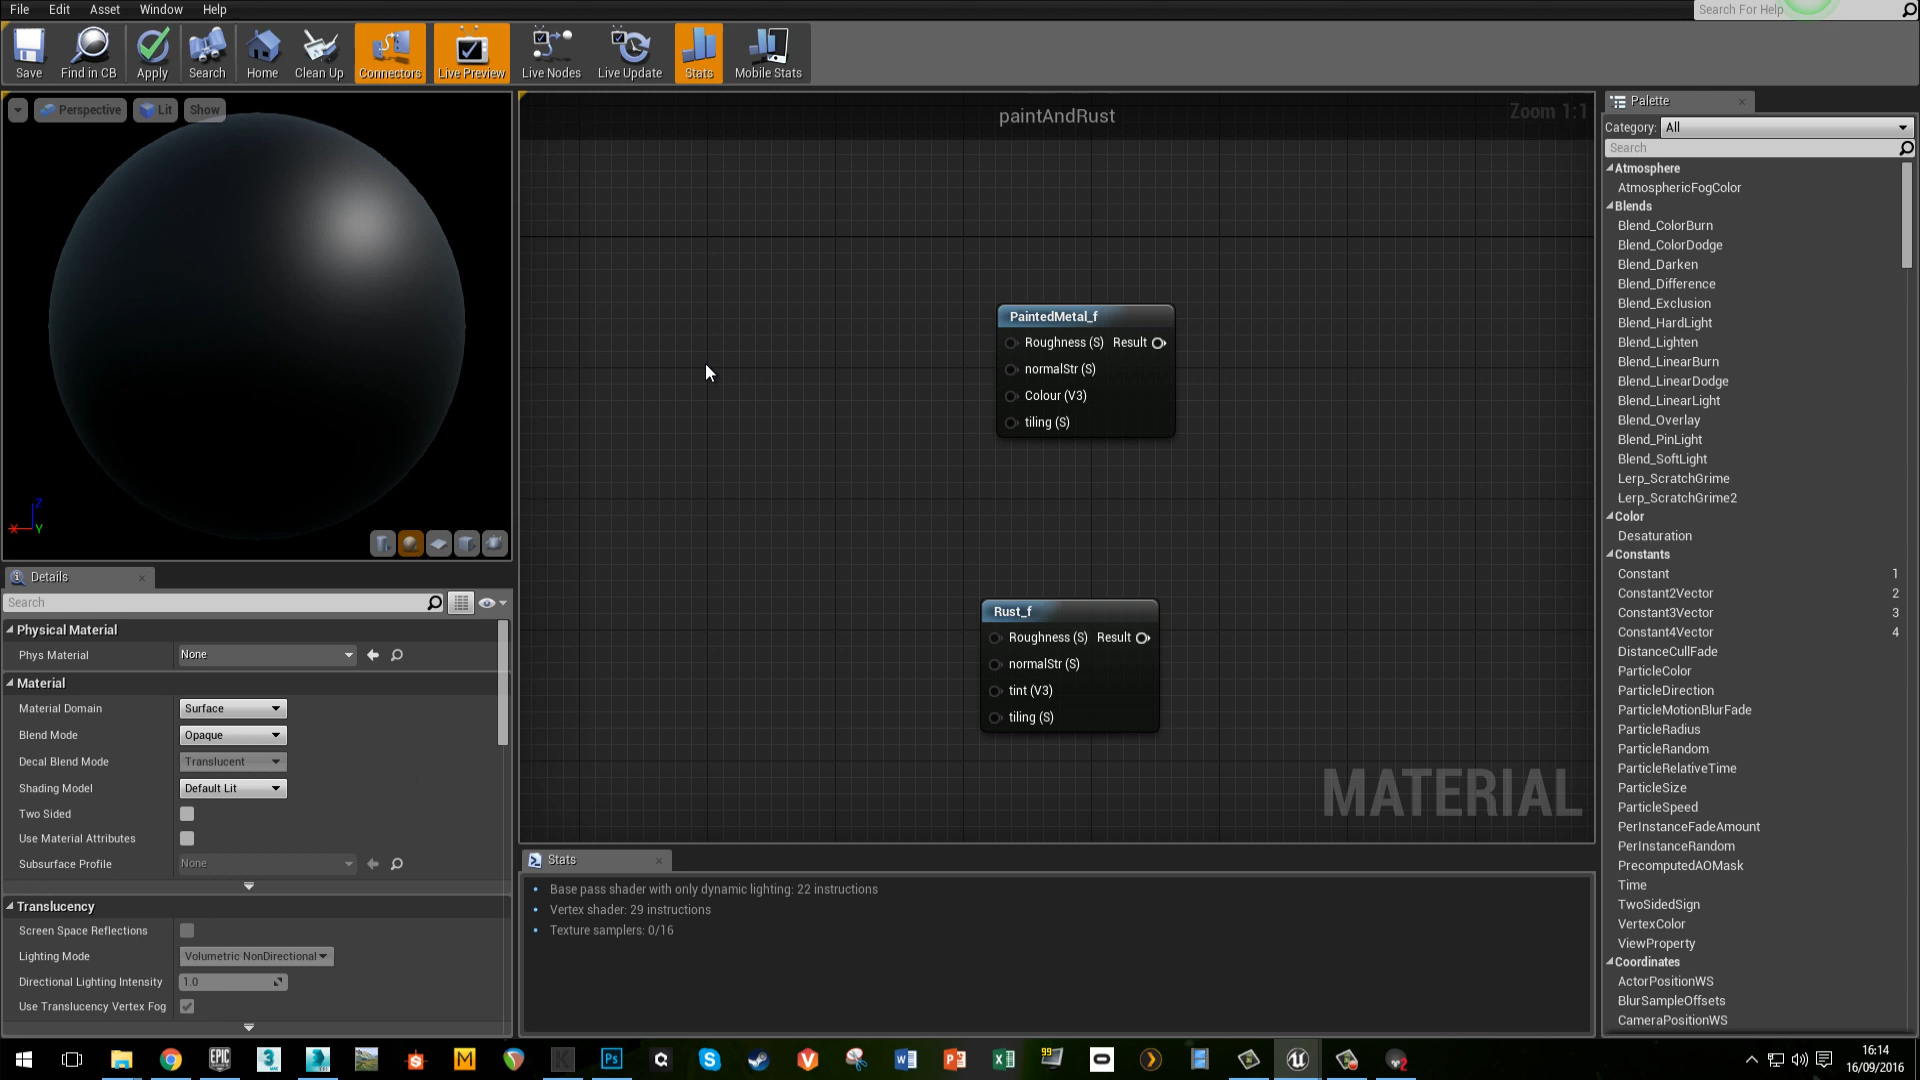 File Edit Asset Window Help
Search For Help
Save Find in CB Apply Search Home Clean Up Connectors Live Preview Live Nodes Live Update Stats Mobile Stats
Perspective Lit Show
paintAndRust
Zoom 1:1
PaintedMetal_f
Roughness (S) Result
normalStr (S)
Colour (V3)
tiling (S)
Rust_f
Roughness (S) Result
normalStr (S)
tint (V3)
tiling (S)
MATERIAL
Z
X Y
Details
Search
Physical Material
Phys Material None
Material
Material Domain Surface
Blend Mode Opaque
Decal Blend Mode Translucent
Shading Model Default Lit
Two Sided
Use Material Attributes
Subsurface Profile None
Translucency
Screen Space Reflections
Lighting Mode Volumetric NonDirectional
Directional Lighting Intensity 1.0
Use Translucency Vertex Fog
Stats
Base pass shader with only dynamic lighting: 22 instructions
Vertex shader: 29 instructions
Texture samplers: 0/16
Palette
Category: All
Search
Atmosphere
AtmosphericFogColor
Blends
Blend_ColorBurn
Blend_ColorDodge
Blend_Darken
Blend_Difference
Blend_Exclusion
Blend_HardLight
Blend_Lighten
Blend_LinearBurn
Blend_LinearDodge
Blend_LinearLight
Blend_Overlay
Blend_PinLight
Blend_SoftLight
Lerp_ScratchGrime
Lerp_ScratchGrime2
Color
Desaturation
Constants
Constant 1
Constant2Vector 2
Constant3Vector 3
Constant4Vector 4
DistanceCullFade
ParticleColor
ParticleDirection
ParticleMotionBlurFade
ParticleRadius
ParticleRandom
ParticleRelativeTime
ParticleSize
ParticleSpeed
PerInstanceFadeAmount
PerInstanceRandom
PrecomputedAOMask
Time
TwoSidedSign
VertexColor
ViewProperty
Coordinates
ActorPositionWS
BlurSampleOffsets
CameraPositionWS
EPIC GAMES 3 3 M K Ps 99 2
16:14
16/09/2016